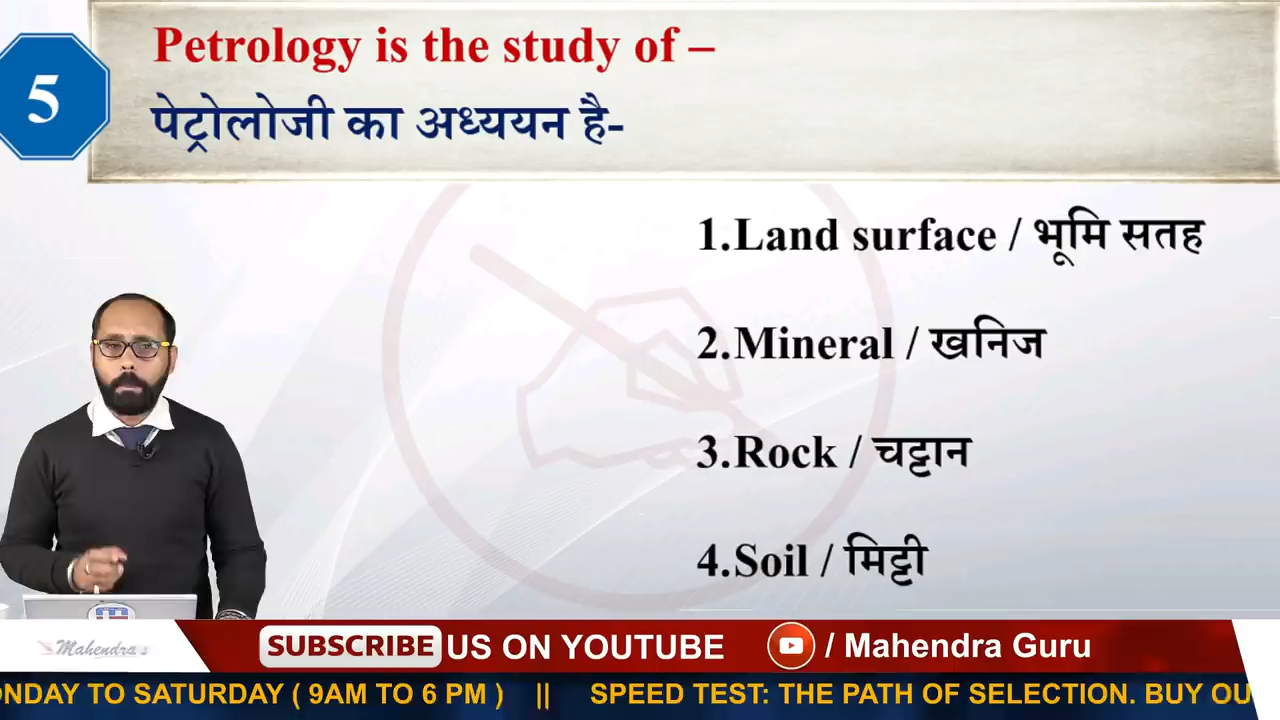 5
Petrology is the study of –
पेट्रोलोजी का अध्ययन है-
1.Land surface / भूमि सतह
2.Mineral / खनिज
3.Rock / चट्टान
4.Soil / मिट्टी
Mahendra's
SUBSCRIBE US ON YOUTUBE / Mahendra Guru
ONDAY TO SATURDAY ( 9AM TO 6 PM ) || SPEED TEST: THE PATH OF SELECTION. BUY OU